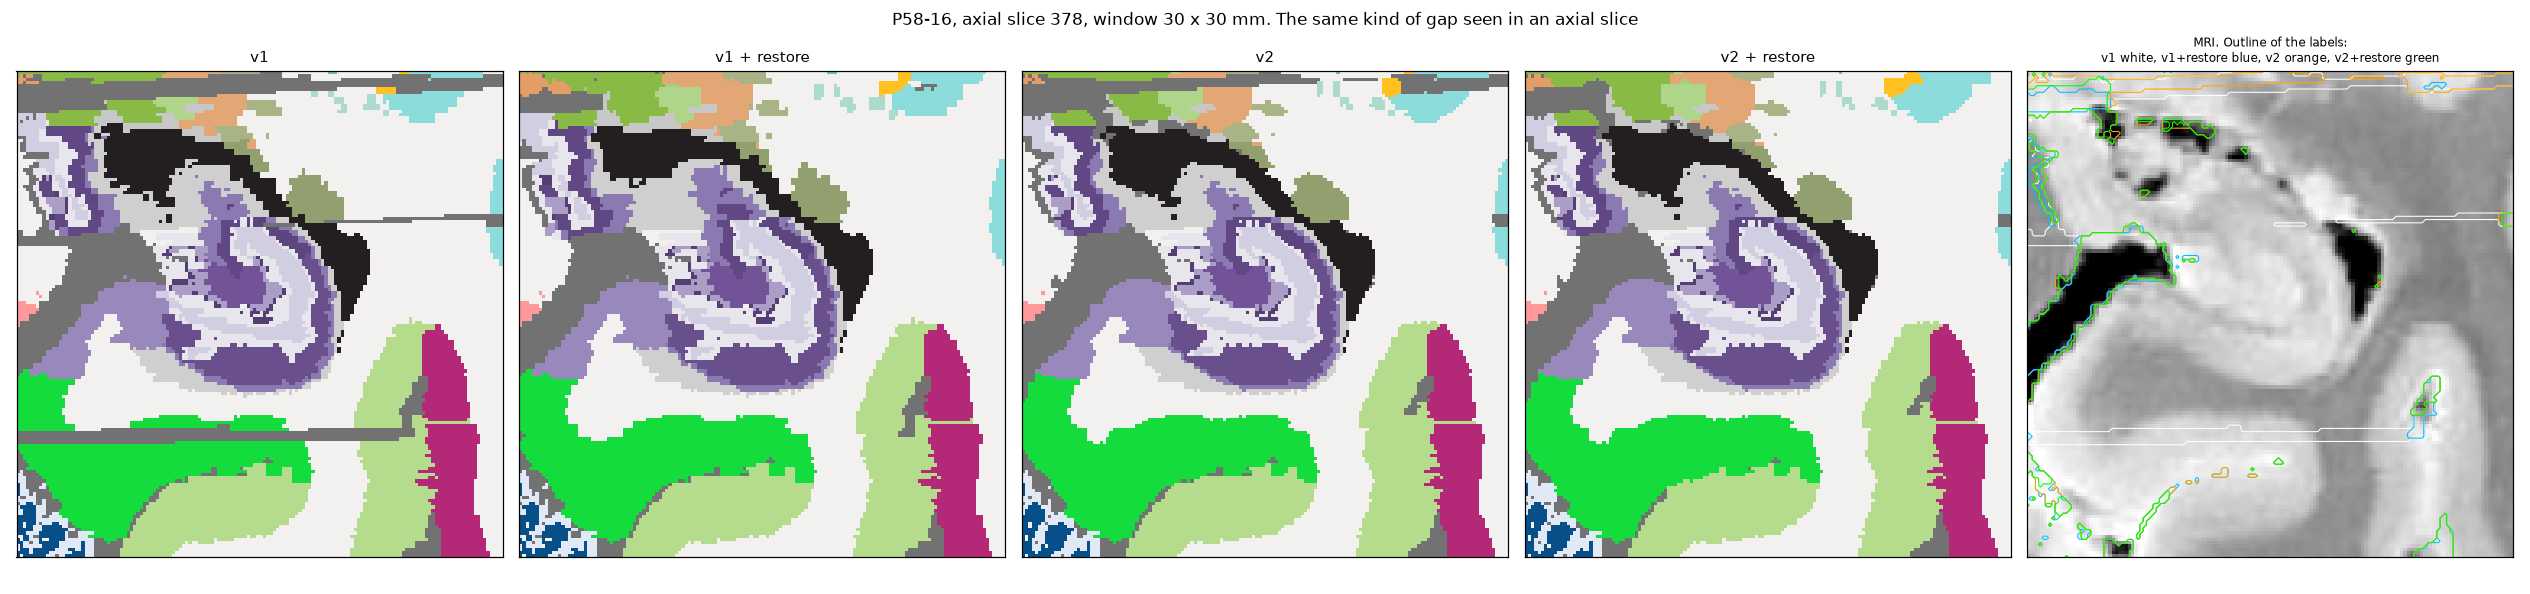 P58-16, axial slice 378, window 30 x 30 mm. The same kind of gap seen in an axial slice
v1
v1 + restore
v2
v2 + restore
MRI. Outline of the labels:
v1 white, v1+restore blue, v2 orange, v2+restore green